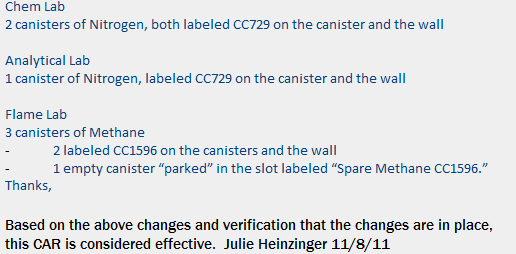 Chem Lab
2 canisters of Nitrogen, both labeled CC729 on the canister and the wall
Analytical Lab
1 canister of Nitrogen, labeled CC729 on the canister and the wall
Flame Lab
3 canisters of Methane
- 2 labeled CC1596 on the canisters and the wall
- 1 empty canister “parked” in the slot labeled “Spare Methane CC1596.”
Thanks,
Based on the above changes and verification that the changes are in place,
this CAR is considered effective.  Julie Heinzinger 11/8/11